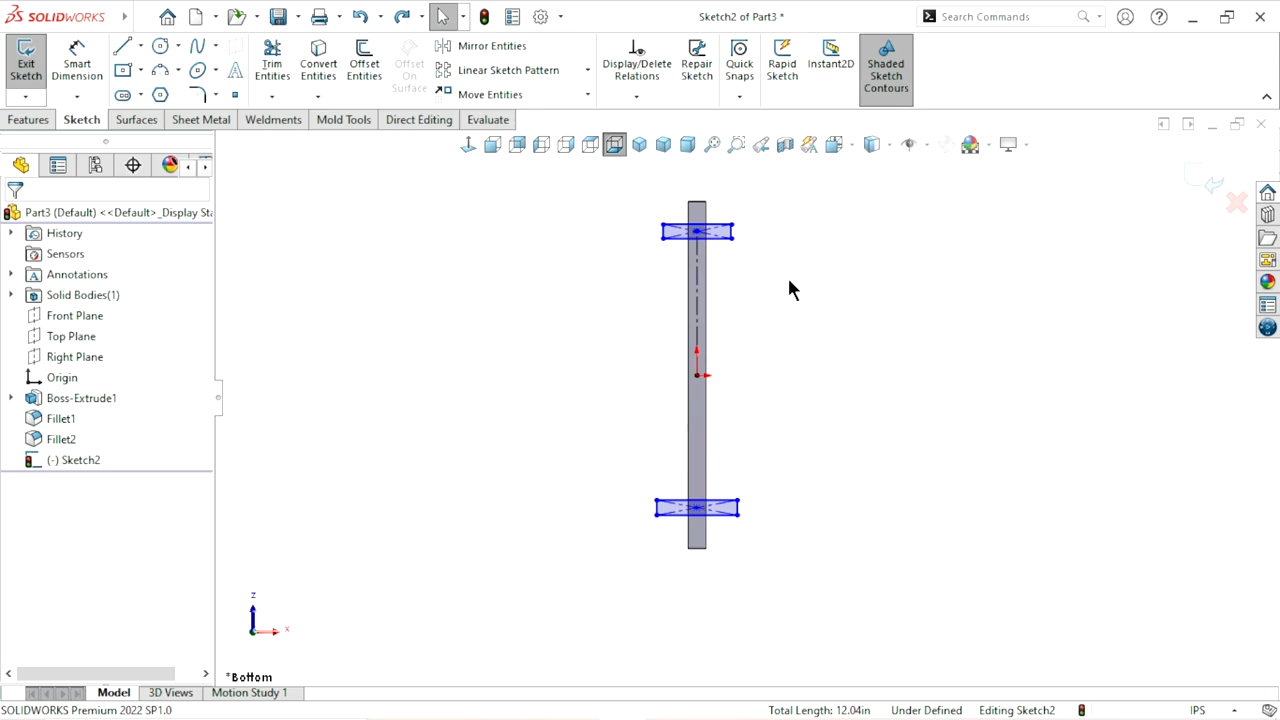 SOLIDWORKS
Sketch2 of Part3 *
Search Commands
Exit Sketch
Smart Dimension
Trim Entities
Convert Entities
Offset Entities
Offset On Surface
Mirror Entities
Linear Sketch Pattern
Move Entities
Display/Delete Relations
Repair Sketch
Quick Snaps
Rapid Sketch
Instant2D
Shaded Sketch Contours
Features
Sketch
Surfaces
Sheet Metal
Weldments
Mold Tools
Direct Editing
Evaluate
Part3 (Default) <<Default>_Display Sta
History
Sensors
Annotations
Solid Bodies(1)
Front Plane
Top Plane
Right Plane
Origin
Boss-Extrude1
Fillet1
Fillet2
(-) Sketch2
z
x
*Bottom
Model
3D Views
Motion Study 1
SOLIDWORKS Premium 2022 SP1.0
Total Length: 12.04in
Under Defined
Editing Sketch2
IPS